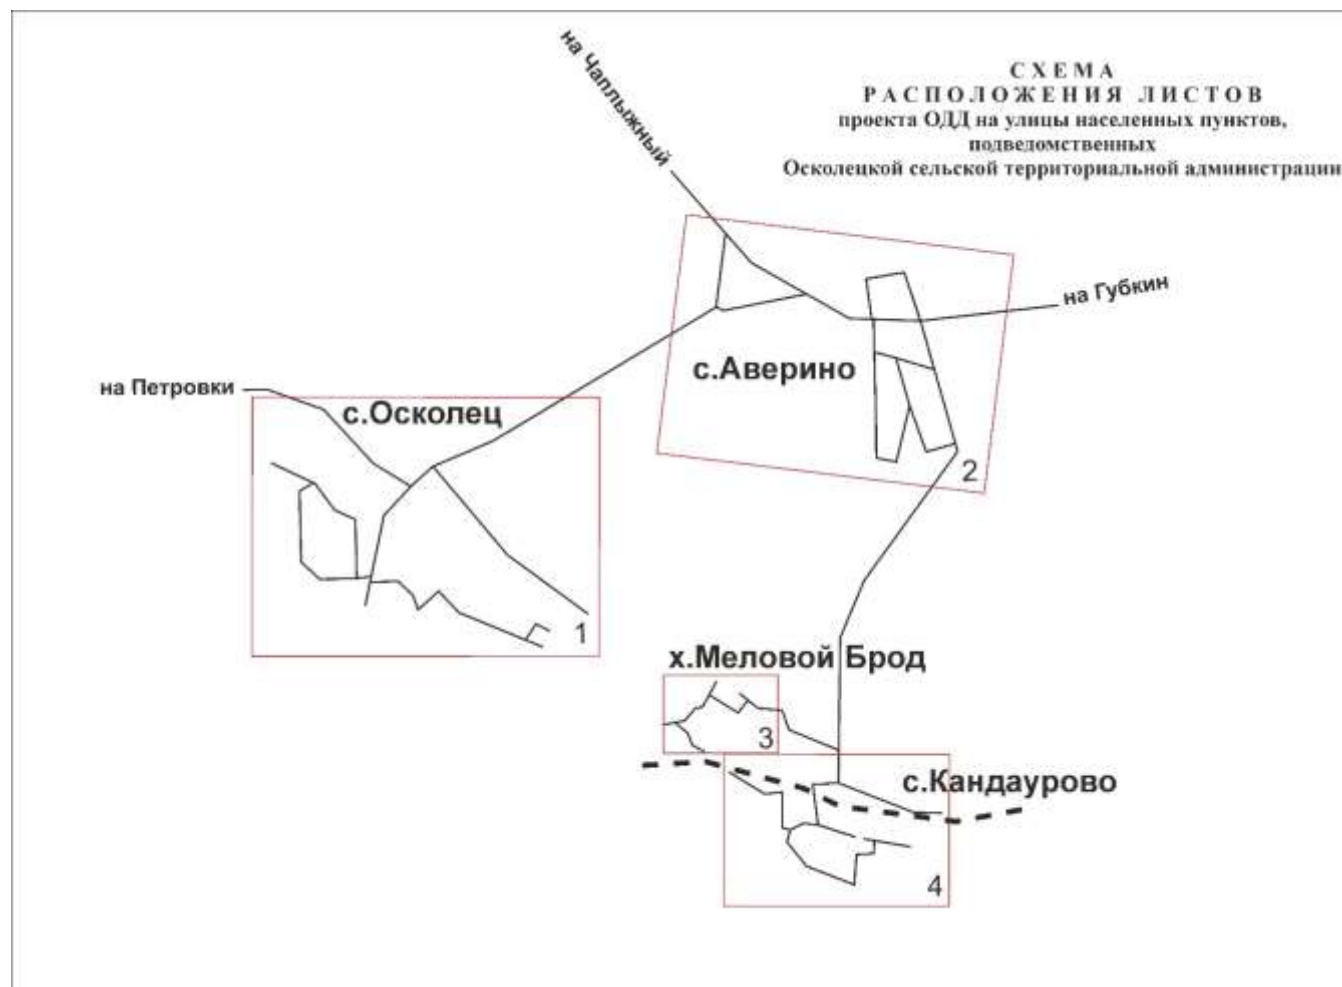 на Чаплыжный
С Х Е М А
Р А С П О Л О Ж Е Н И Я  Л И С Т О В
проекта ОДД на улицы населенных пунктов,
подведомственных
Осколецкой сельской территориальной администрации
на Губкин
с.Аверино
на Петровки
с.Осколец
2
1
х.Меловой Брод
3
с.Кандаурово
4